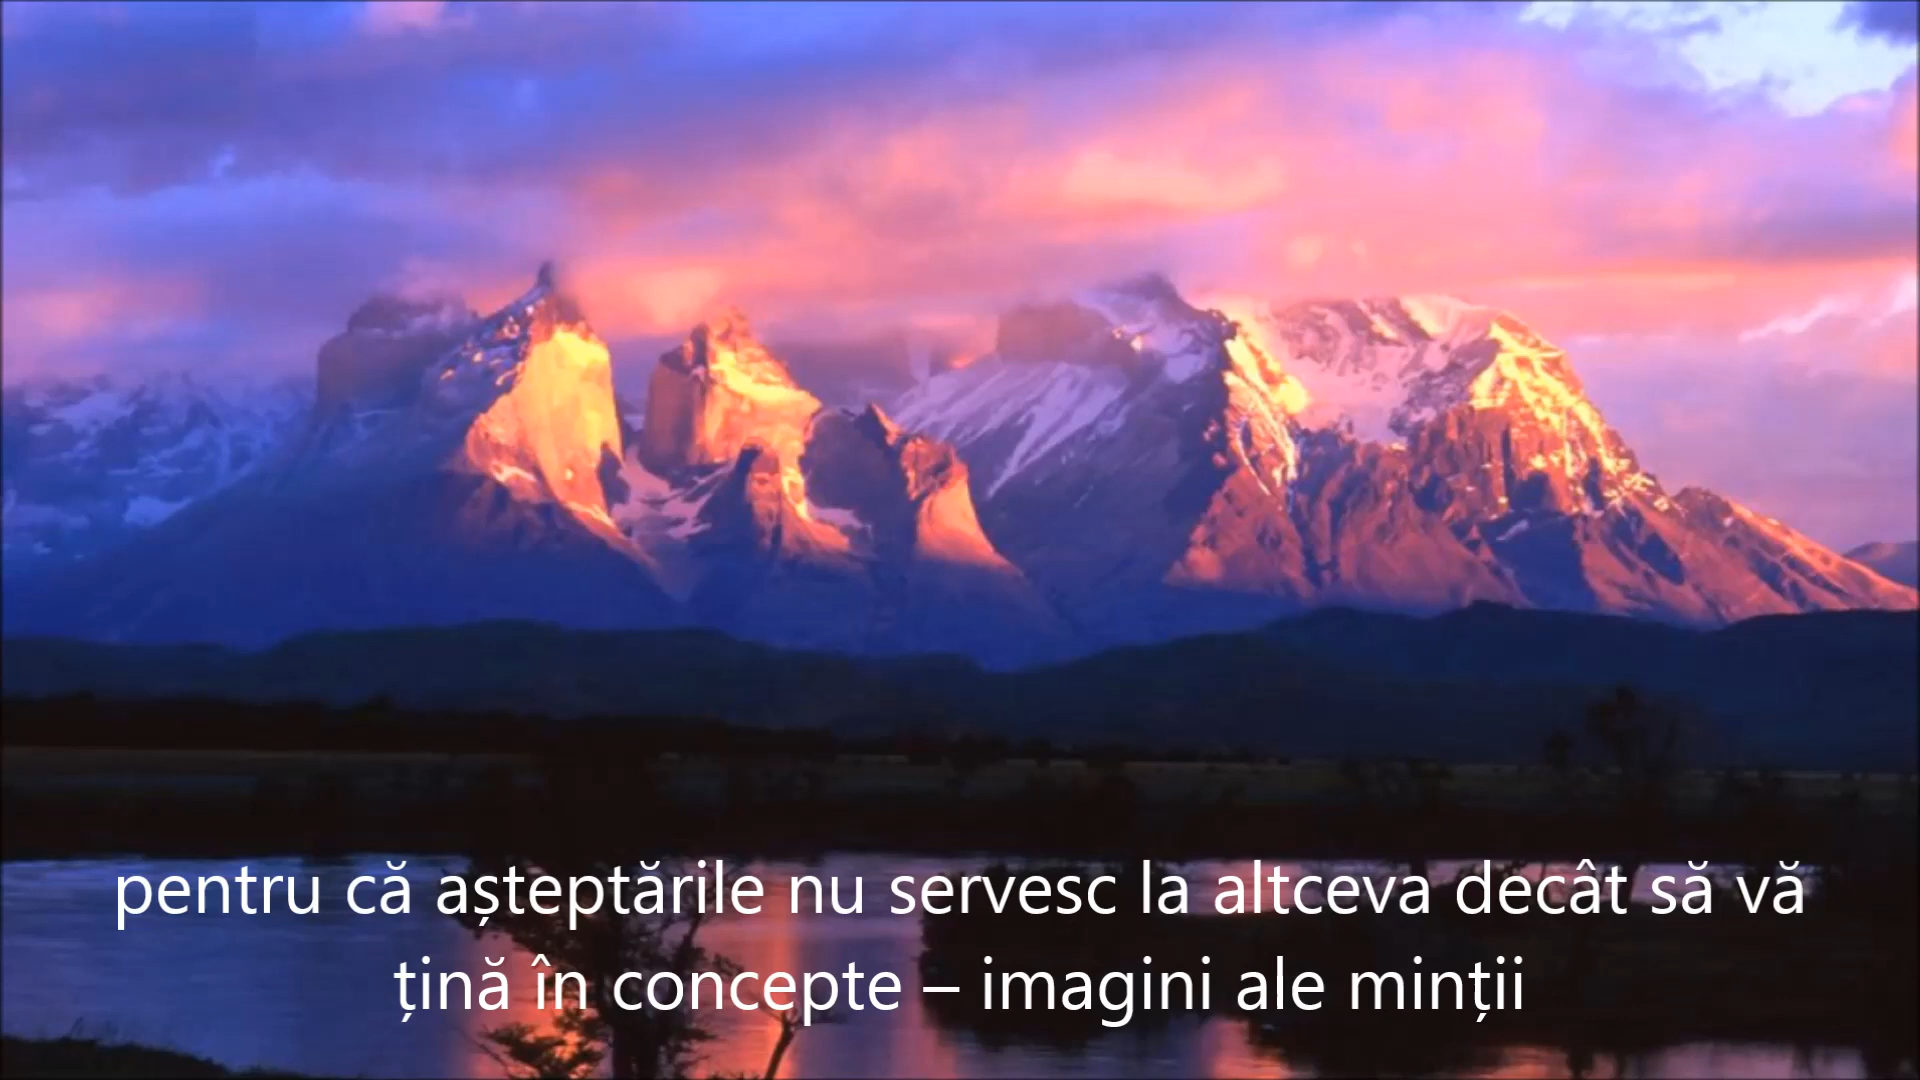 pentru că așteptările nu servesc la altceva decât să vă
țină în concepte – imagini ale minții